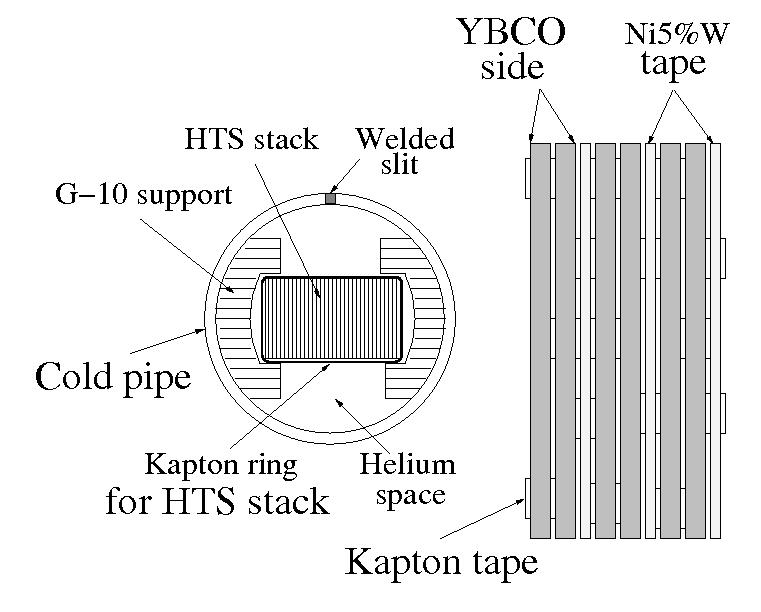 YBCO
side
Ni5%W
tape
HTS stack
Welded
slit
G-10 support
Cold pipe
Kapton ring
for HTS stack
Helium
space
Kapton tape